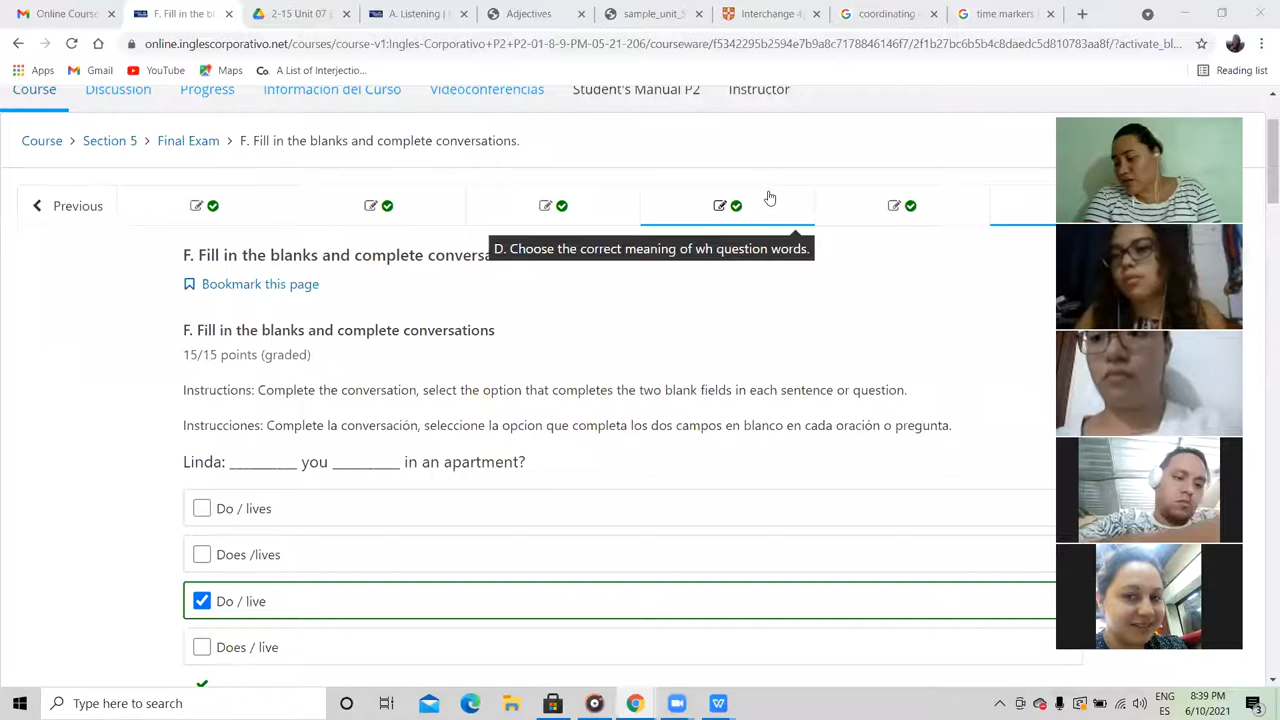 Online Campus
F. Fill in the bl
2-15 Unit 07 E
A. Listening |
Adjectives
sample_unit_5
Interchange 4
coordinating
time markers
online.inglescorporativo.net/courses/course-v1:Ingles-Corporativo+P2+P2-M-8-9-PM-05-21-206/courseware/f5342295b2594e7b9a8c7178846146f7/2f1b27bc6b5b4c8daedc5d810783aa8f/?activate_bl...
Apps
Gmail
YouTube
Maps
Co.
A List of Interjectio...
Reading list
Course
Discussion
Progress
Información del Curso
Videoconferencias
Student's Manual P2
Instructor
Course > Section 5 > Final Exam > F. Fill in the blanks and complete conversations.
Previous
F. Fill in the blanks and complete conversa
D. Choose the correct meaning of wh question words.
Bookmark this page
F. Fill in the blanks and complete conversations
15/15 points (graded)
Instructions: Complete the conversation, select the option that completes the two blank fields in each sentence or question.
Instrucciones: Complete la conversación, seleccione la opcion que completa los dos campos en blanco en cada oración o pregunta.
Linda: _________ you _________ in an apartment?
Do / lives
Does /lives
Do / live
Does / live
Type here to search
ENG
ES
8:39 PM
6/10/2021
3